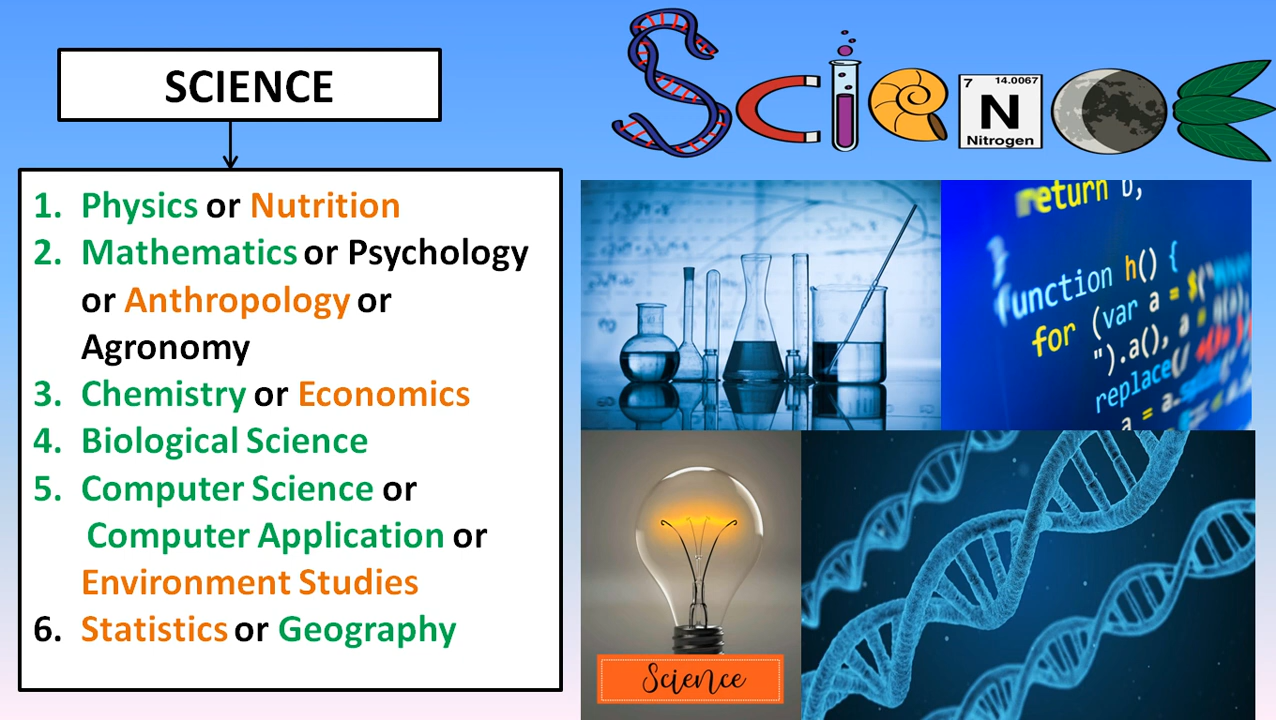 SCIENCE
1. Physics or Nutrition
2. Mathematics or Psychology
or Anthropology or
Agronomy
3. Chemistry or Economics
4. Biological Science
5. Computer Science or
Computer Application or
Environment Studies
6. Statistics or Geography
ScieNce
7 14.0067
N
Nitrogen
return b;
}
function h() {
for (var a = $(
").a(), a =
replace(
a = a.
Science